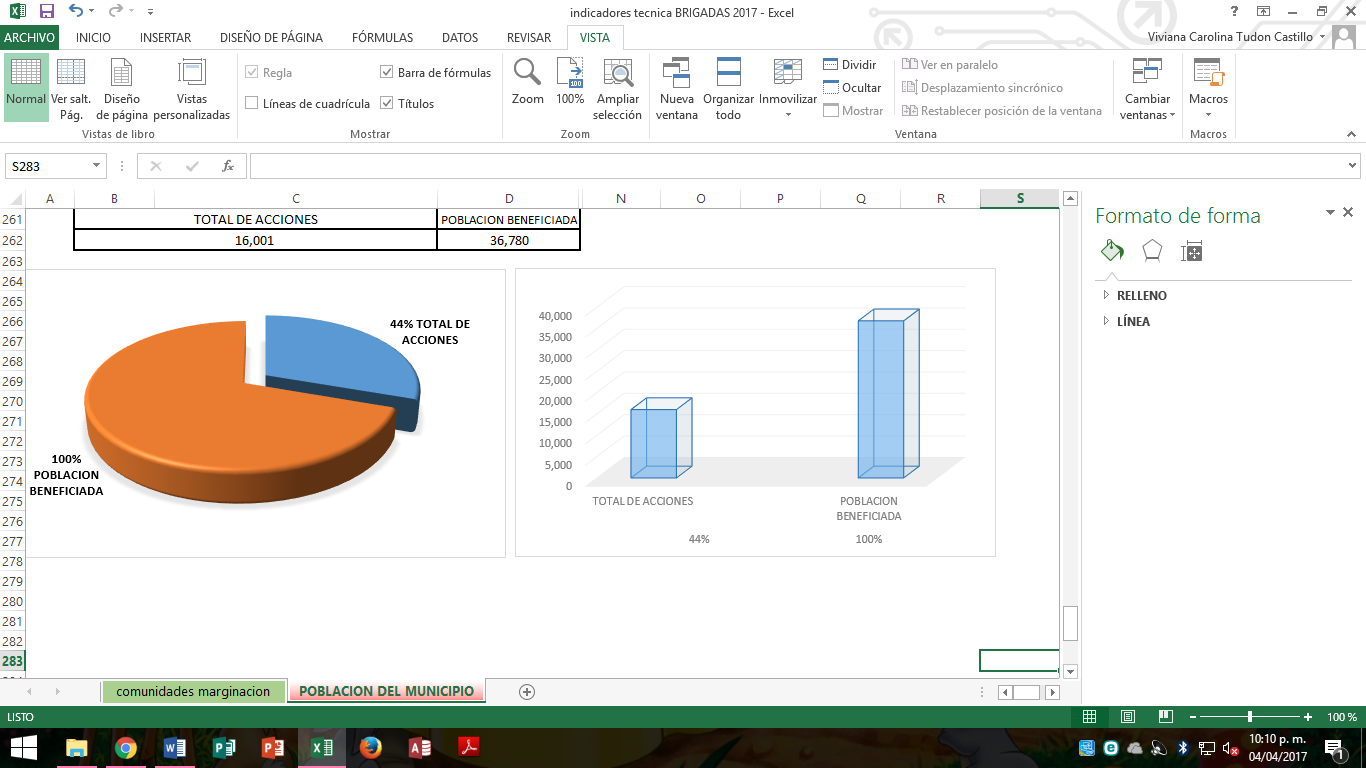 indicadores tecnica BRIGADAS 2017 - Excel
ARCHIVO INICIO INSERTAR DISEÑO DE PÁGINA FÓRMULAS DATOS REVISAR VISTA Viviana Carolina Tudon Castillo
Normal
Ver salt. Pág.
Diseño de página
Vistas personalizadas
Vistas de libro
Regla
Barra de fórmulas
Líneas de cuadrícula
Títulos
Mostrar
Zoom
100
100%
Ampliar selección
Zoom
Nueva ventana
Organizar todo
Inmovilizar
Dividir
Ocultar
Mostrar
Ver en paralelo
Desplazamiento sincrónico
Restablecer posición de la ventana
Cambiar ventanas
Ventana
Macros
Macros
S283
fx
A B C D N O P Q R S
261 TOTAL DE ACCIONES POBLACION BENEFICIADA
262 16,001 36,780
263
264
265
266
267
268
269
270
271
272
273
274
275
276
277
278
279
280
281
282
283
44% TOTAL DE
ACCIONES
100%
POBLACION
BENEFICIADA
40,000
35,000
30,000
25,000
20,000
15,000
10,000
5,000
0
TOTAL DE ACCIONES
POBLACION
BENEFICIADA
44% 100%
Formato de forma
RELLENO
LÍNEA
comunidades marginacion POBLACION DEL MUNICIPIO
LISTO 100 %
10:10 p. m.
04/04/2017
1